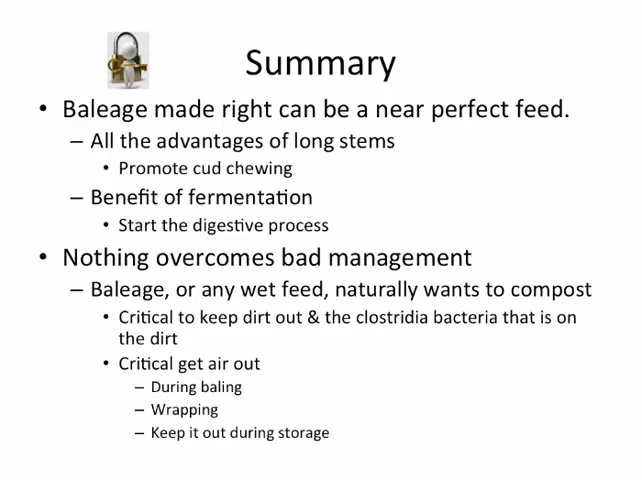 Summary
• Baleage made right can be a near perfect feed.
– All the advantages of long stems
• Promote cud chewing
– Benefit of fermentation
• Start the digestive process
• Nothing overcomes bad management
– Baleage, or any wet feed, naturally wants to compost
• Critical to keep dirt out & the clostridia bacteria that is on
the dirt
• Critical get air out
– During baling
– Wrapping
– Keep it out during storage